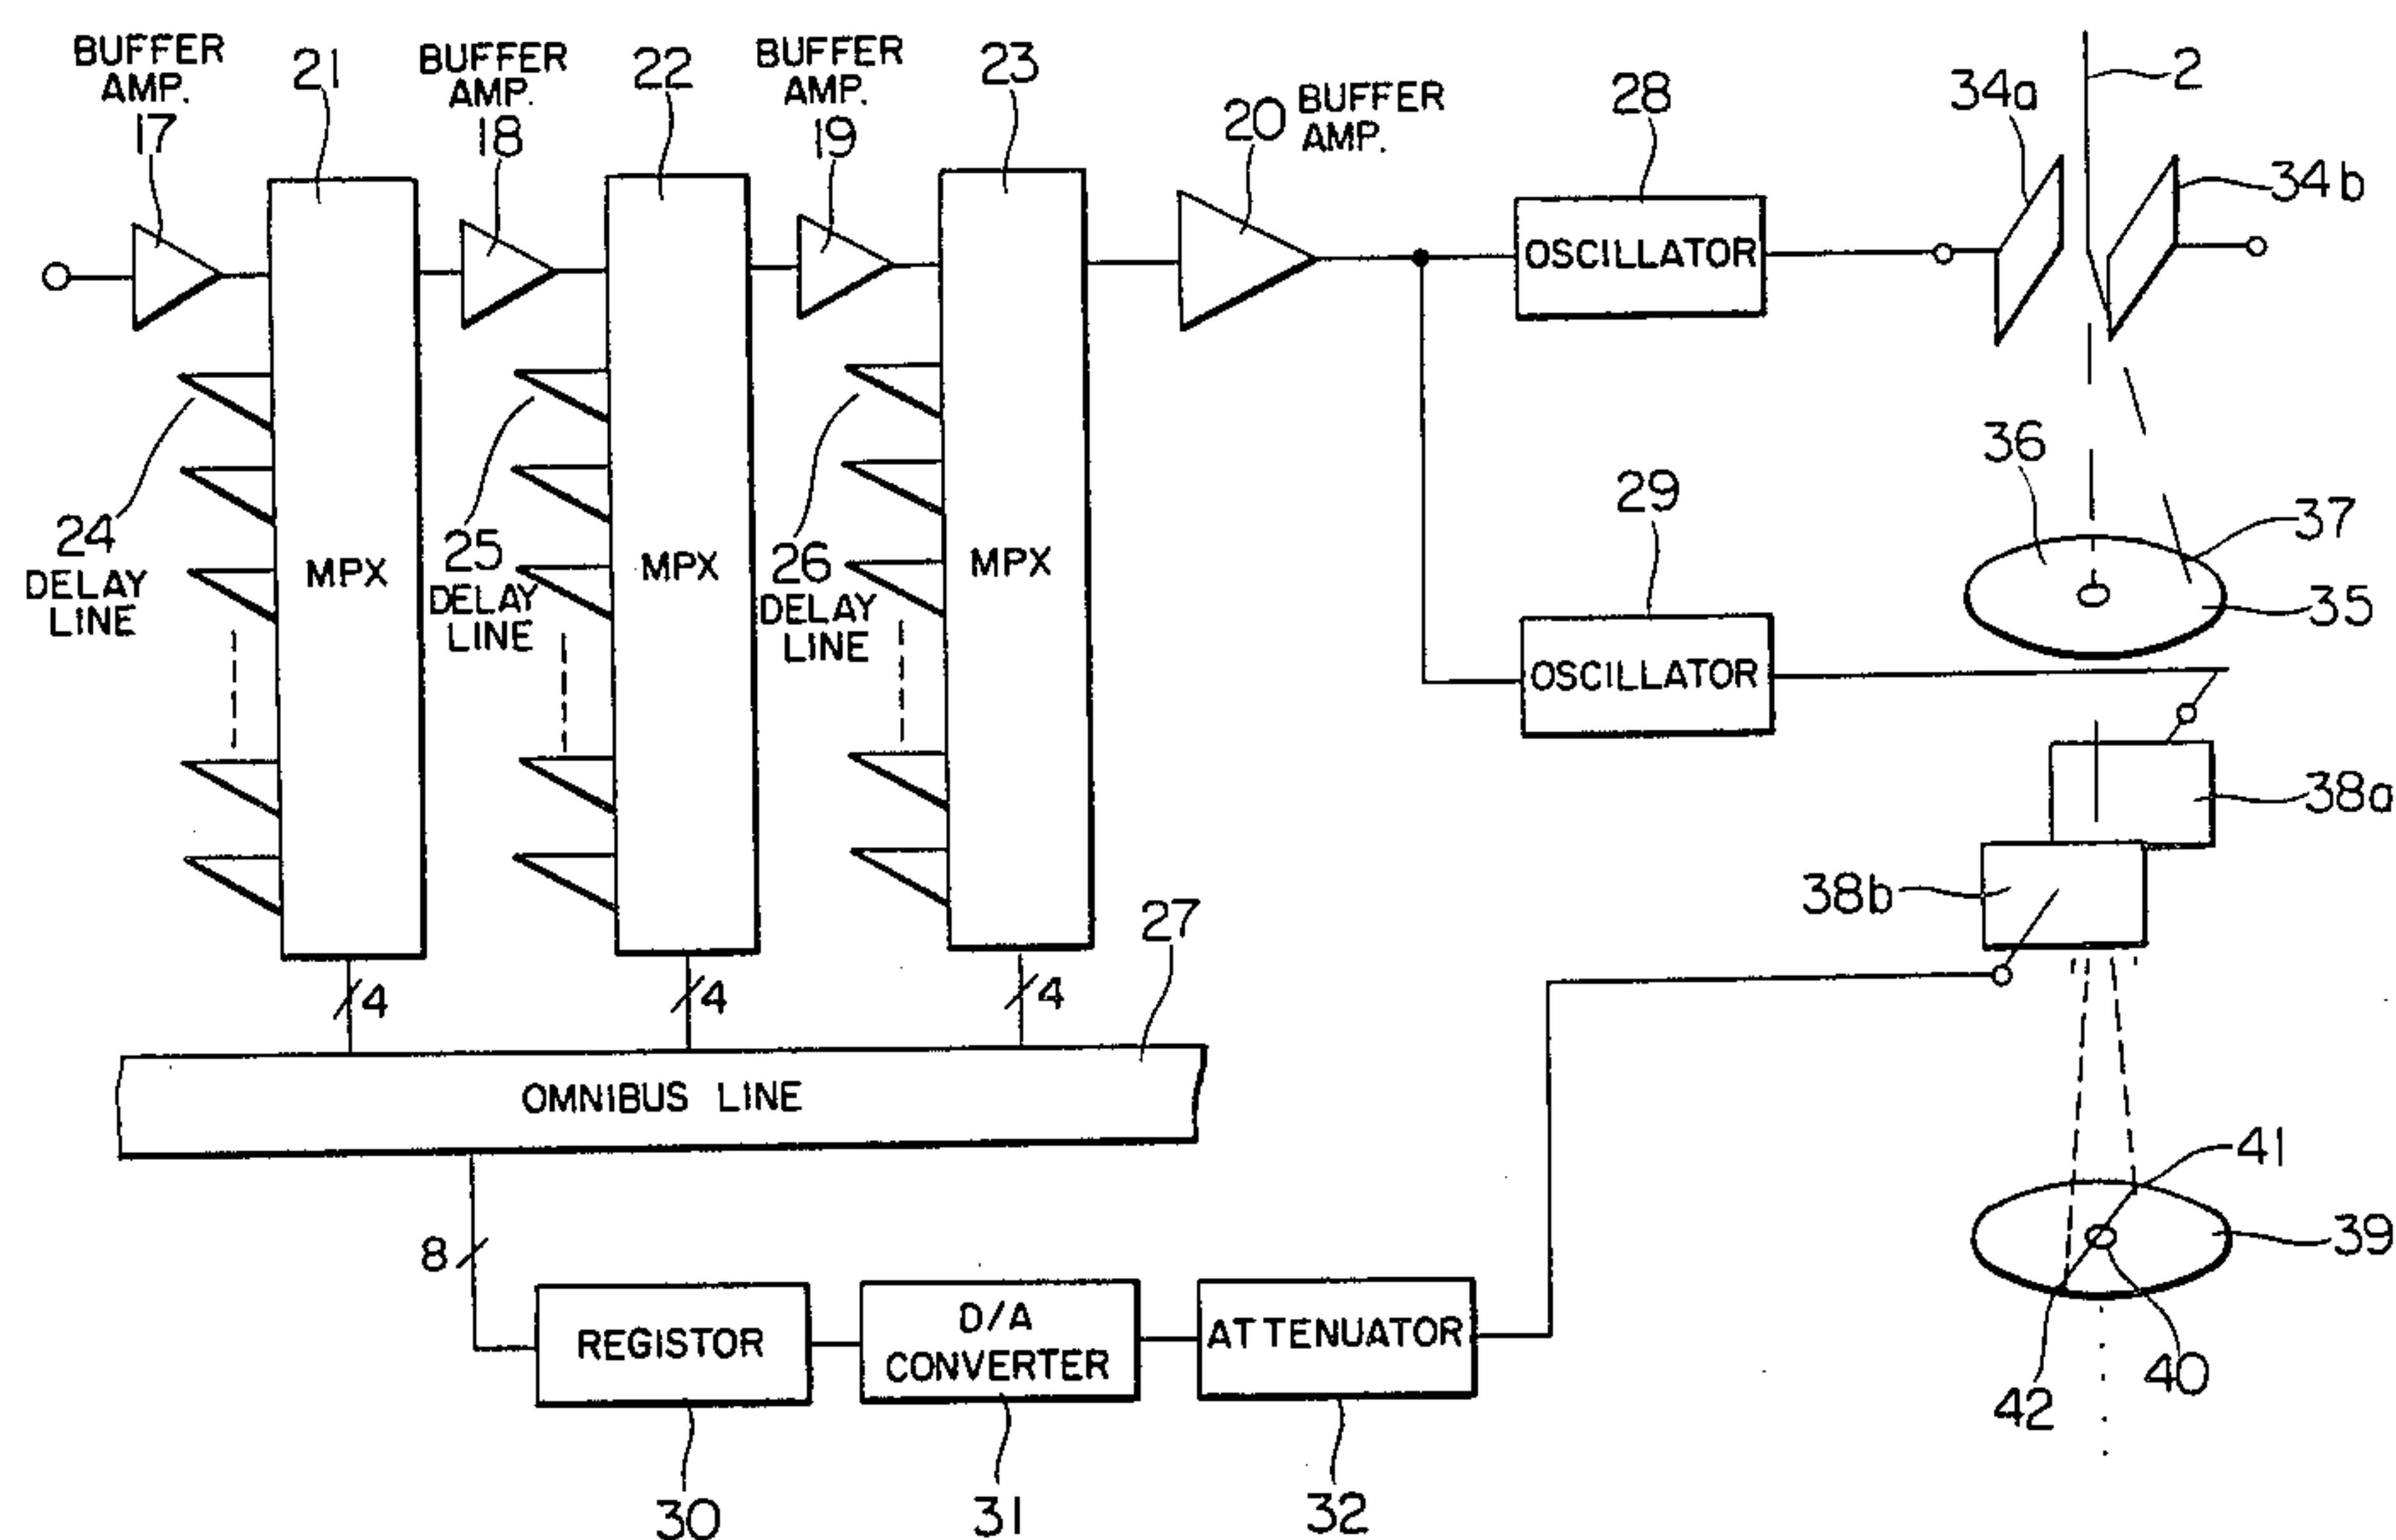 BUFFER
AMP.
17
21
BUFFER
AMP.
18
22
BUFFER
AMP.
19
23
20 BUFFER
AMP.
28
OSCILLATOR
34a
2
34b
24
DELAY
LINE
MPX
25
DELAY
LINE
MPX
26
DELAY
LINE
MPX
29
OSCILLATOR
36
37
35
38a
38b
4
4
4
27
OMNIBUS LINE
8
REGISTOR
30
D/A
CONVERTER
31
ATTENUATOR
32
41
39
40
42